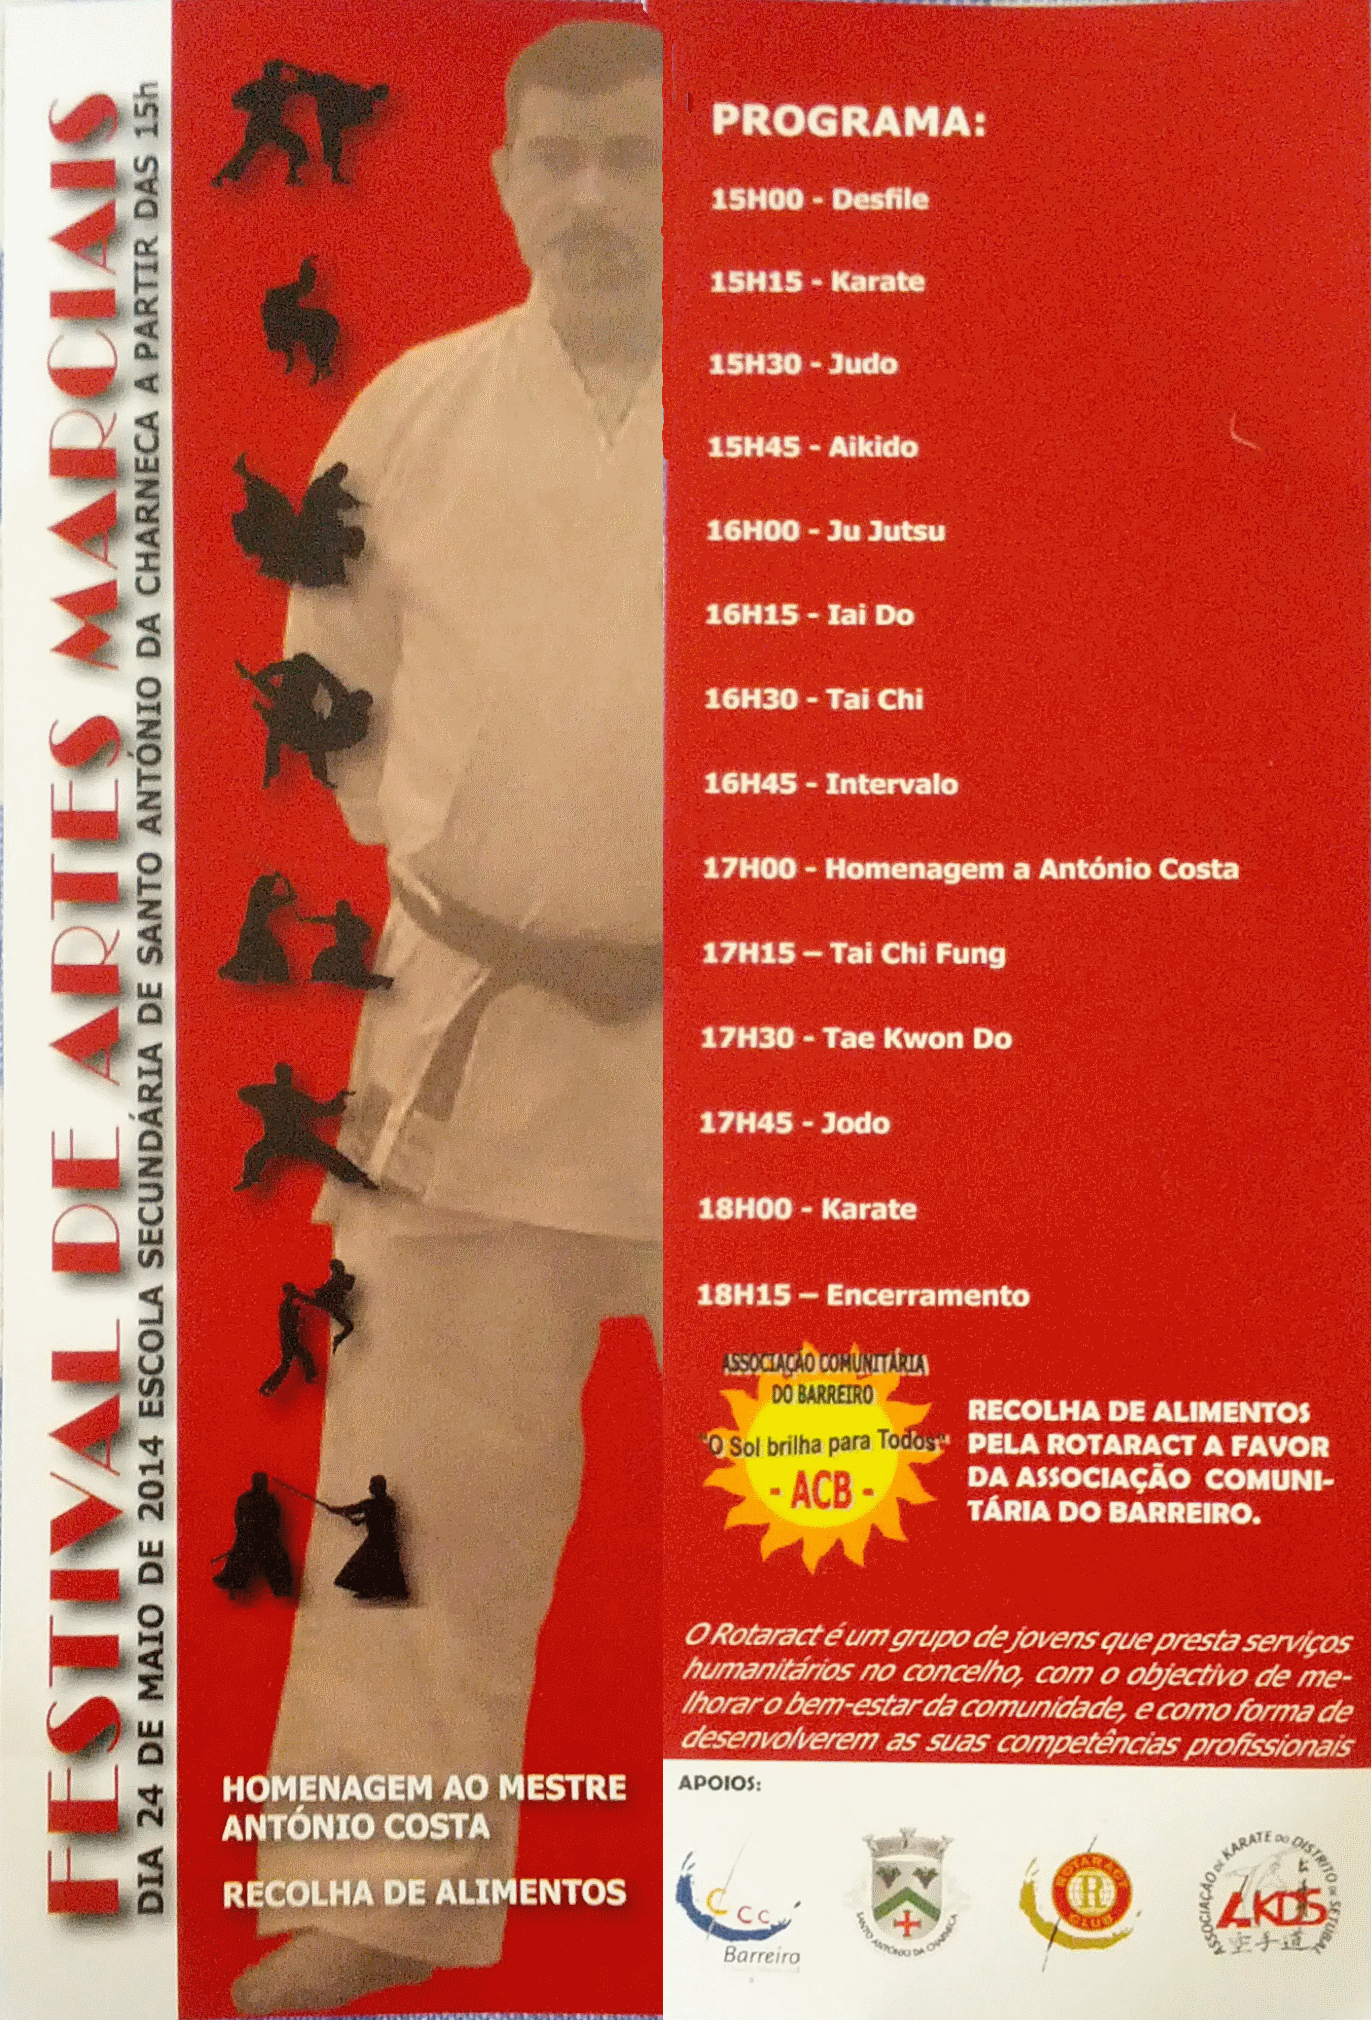 FESTIVAL DE ARTES MARCIAIS
DIA 24 DE MAIO DE 2014 ESCOLA SECUNDÁRIA DE SANTO ANTÓNIO DA CHARNECA A PARTIR DAS 15h
HOMENAGEM AO MESTRE
ANTÓNIO COSTA
RECOLHA DE ALIMENTOS
PROGRAMA:
15H00 - Desfile
15H15 - Karate
15H30 - Judo
15H45 - Aikido
16H00 - Ju Jutsu
16H15 - Iai Do
16H30 - Tai Chi
16H45 - Intervalo
17H00 - Homenagem a António Costa
17H15 – Tai Chi Fung
17H30 - Tae Kwon Do
17H45 - Jodo
18H00 - Karate
18H15 – Encerramento
ASSOCIAÇÃO COMUNITÁRIA
DO BARREIRO
"O Sol brilha para Todos"
- ACB -
RECOLHA DE ALIMENTOS
PELA ROTARACT A FAVOR
DA ASSOCIAÇÃO COMUNI-
TÁRIA DO BARREIRO.
O Rotaract é um grupo de jovens que presta serviços
humanitários no concelho, com o objectivo de me-
lhorar o bem-estar da comunidade, e como forma de
desenvolverem as suas competências profissionais
APOIOS:
C C C
Barreiro
SANTO ANTÓNIO DA CHARNECA
ROTARACT
R
CLUB
ASSOCIAÇÃO DE KARATE DO DISTRITO DE SETÚBAL
AKDS
空手道